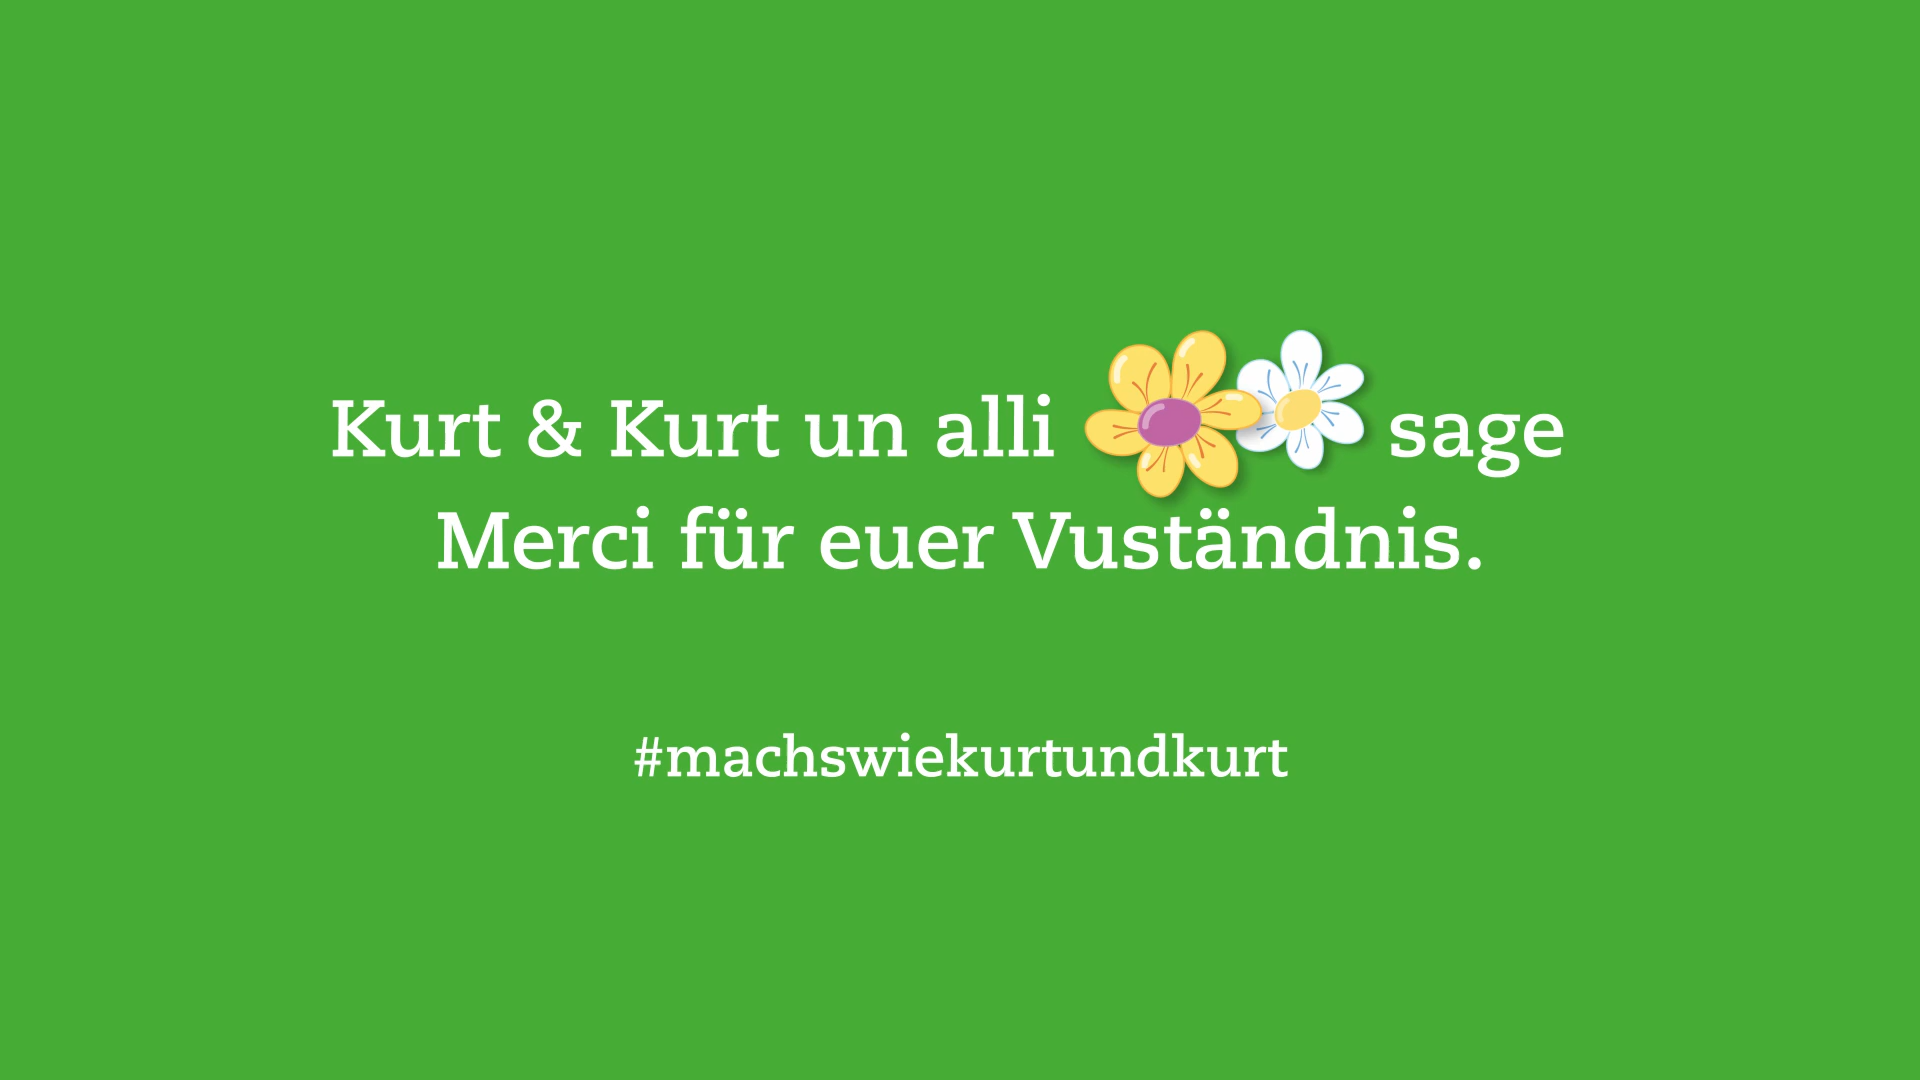 Kurt & Kurt un alli sage
Merci für euer Vuständnis.
#machswiekurtundkurt